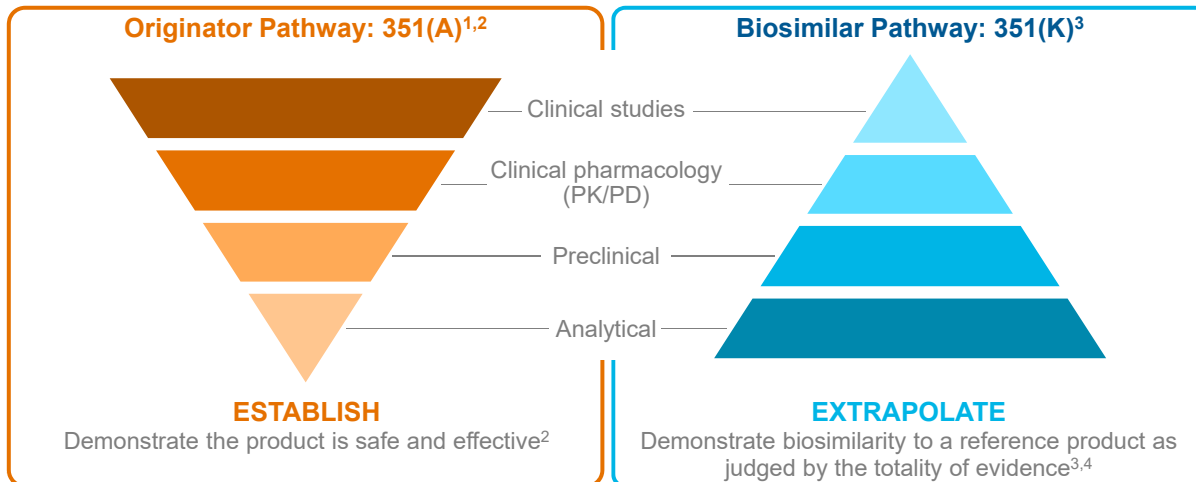 Originator Pathway: 351(A)1,2
Biosimilar Pathway: 351(K)3
Clinical studies
Clinical pharmacology
(PK/PD)
Preclinical
Analytical
ESTABLISH
Demonstrate the product is safe and effective2
EXTRAPOLATE
Demonstrate biosimilarity to a reference product as
judged by the totality of evidence3,4